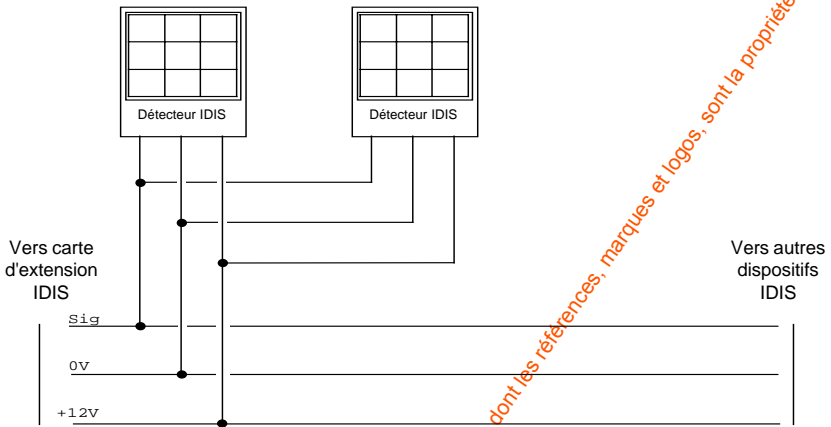 Détecteur IDIS
Détecteur IDIS
Vers carte
d'extension
IDIS
Vers autres
dispositifs
IDIS
Sig
0V
+12V
dont les références, marques et logos, sont la propriété